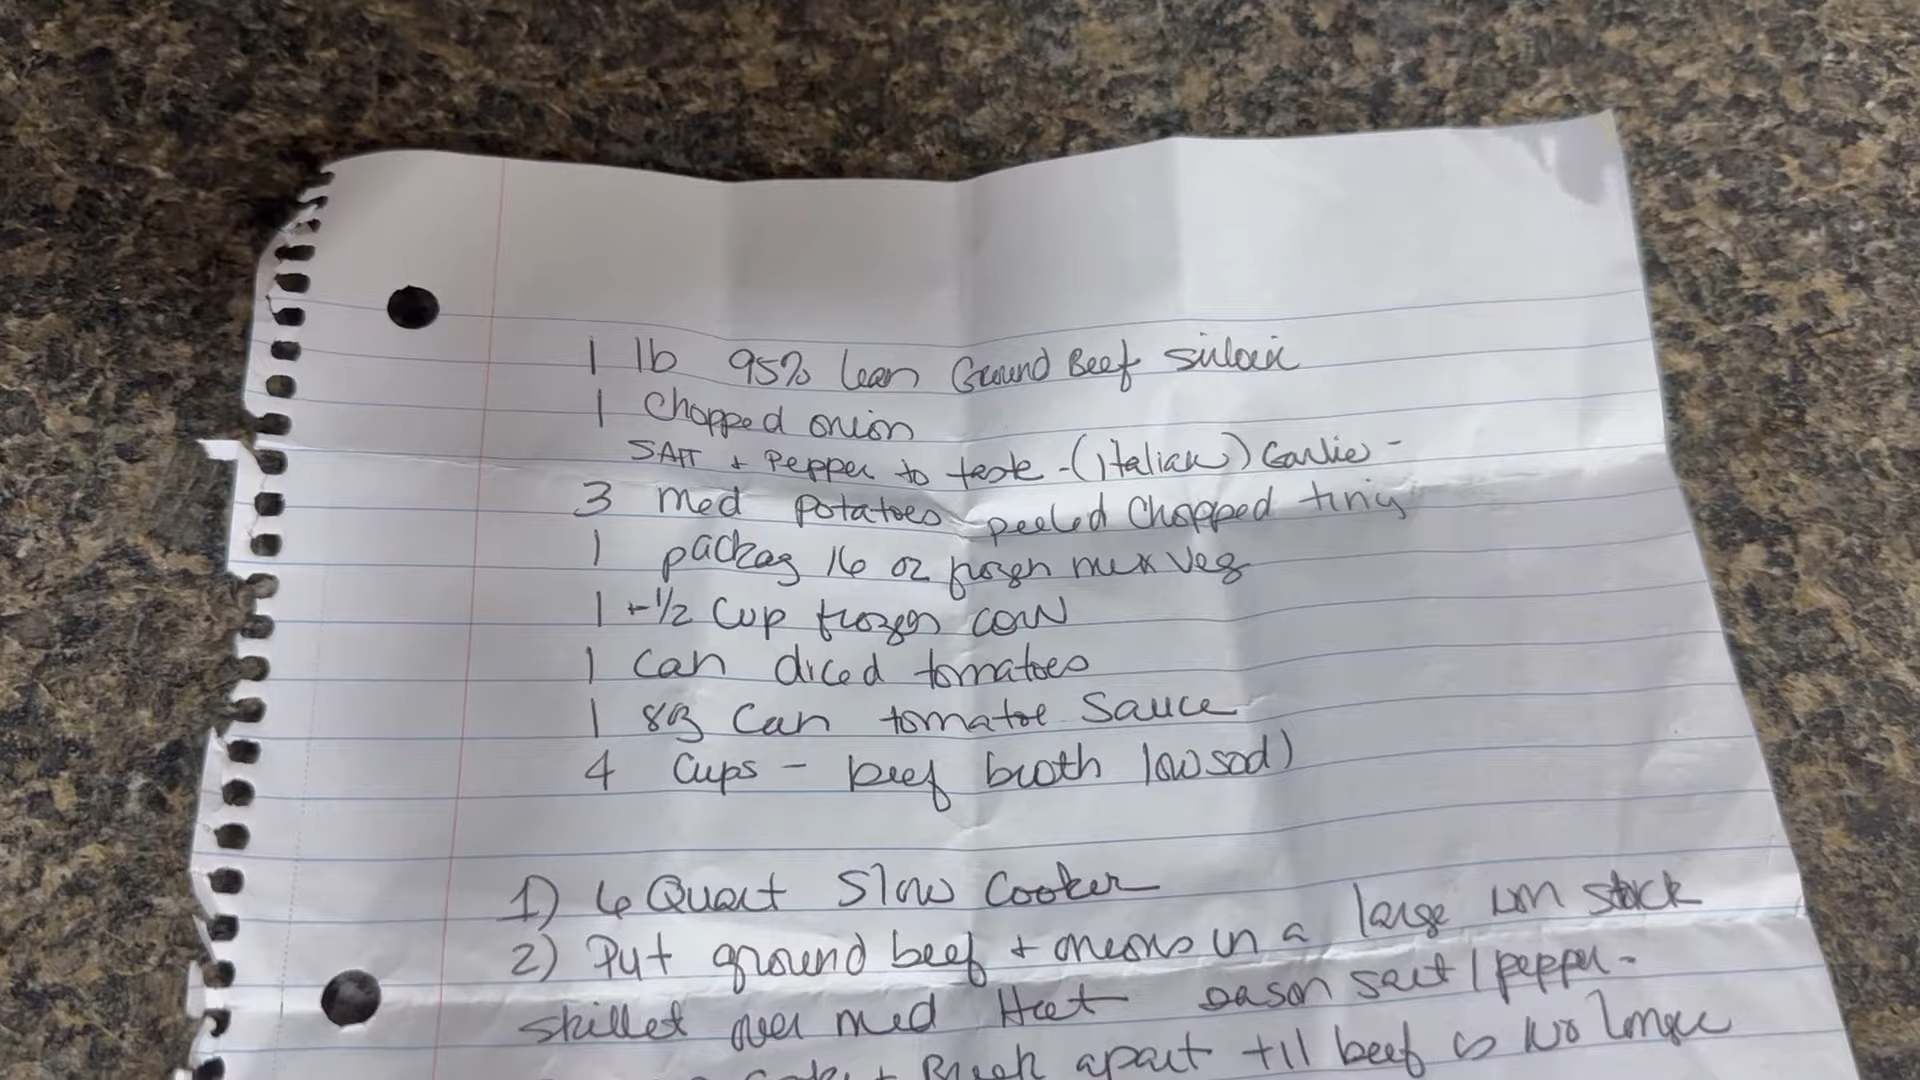 1 lb 95% lean Ground Beef sirloin
1 Chopped onion
SAlT + Pepper to taste - (italian) Garlic -
3 med potatoes peeled Chopped tiny
1 packag 16 oz frozen mix veg
1 + 1/2 Cup frozen corn
1 can diced tomatoes
1 8oz Can tomatoe Sauce
4 Cups - beef broth low sod)
1) 6 Quart Slow Cooker
2) Put ground beef + onions in a large non stick
skillet over med Heat season salt / pepper -
+ Break apart till beef is No longer